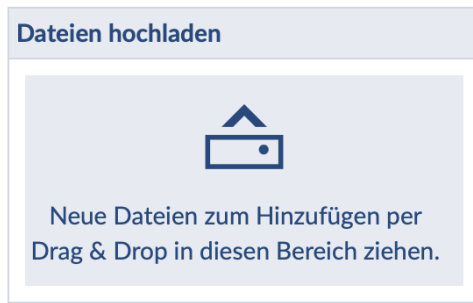 Dateien hochladen
Neue Dateien zum Hinzufügen per
Drag & Drop in diesen Bereich ziehen.